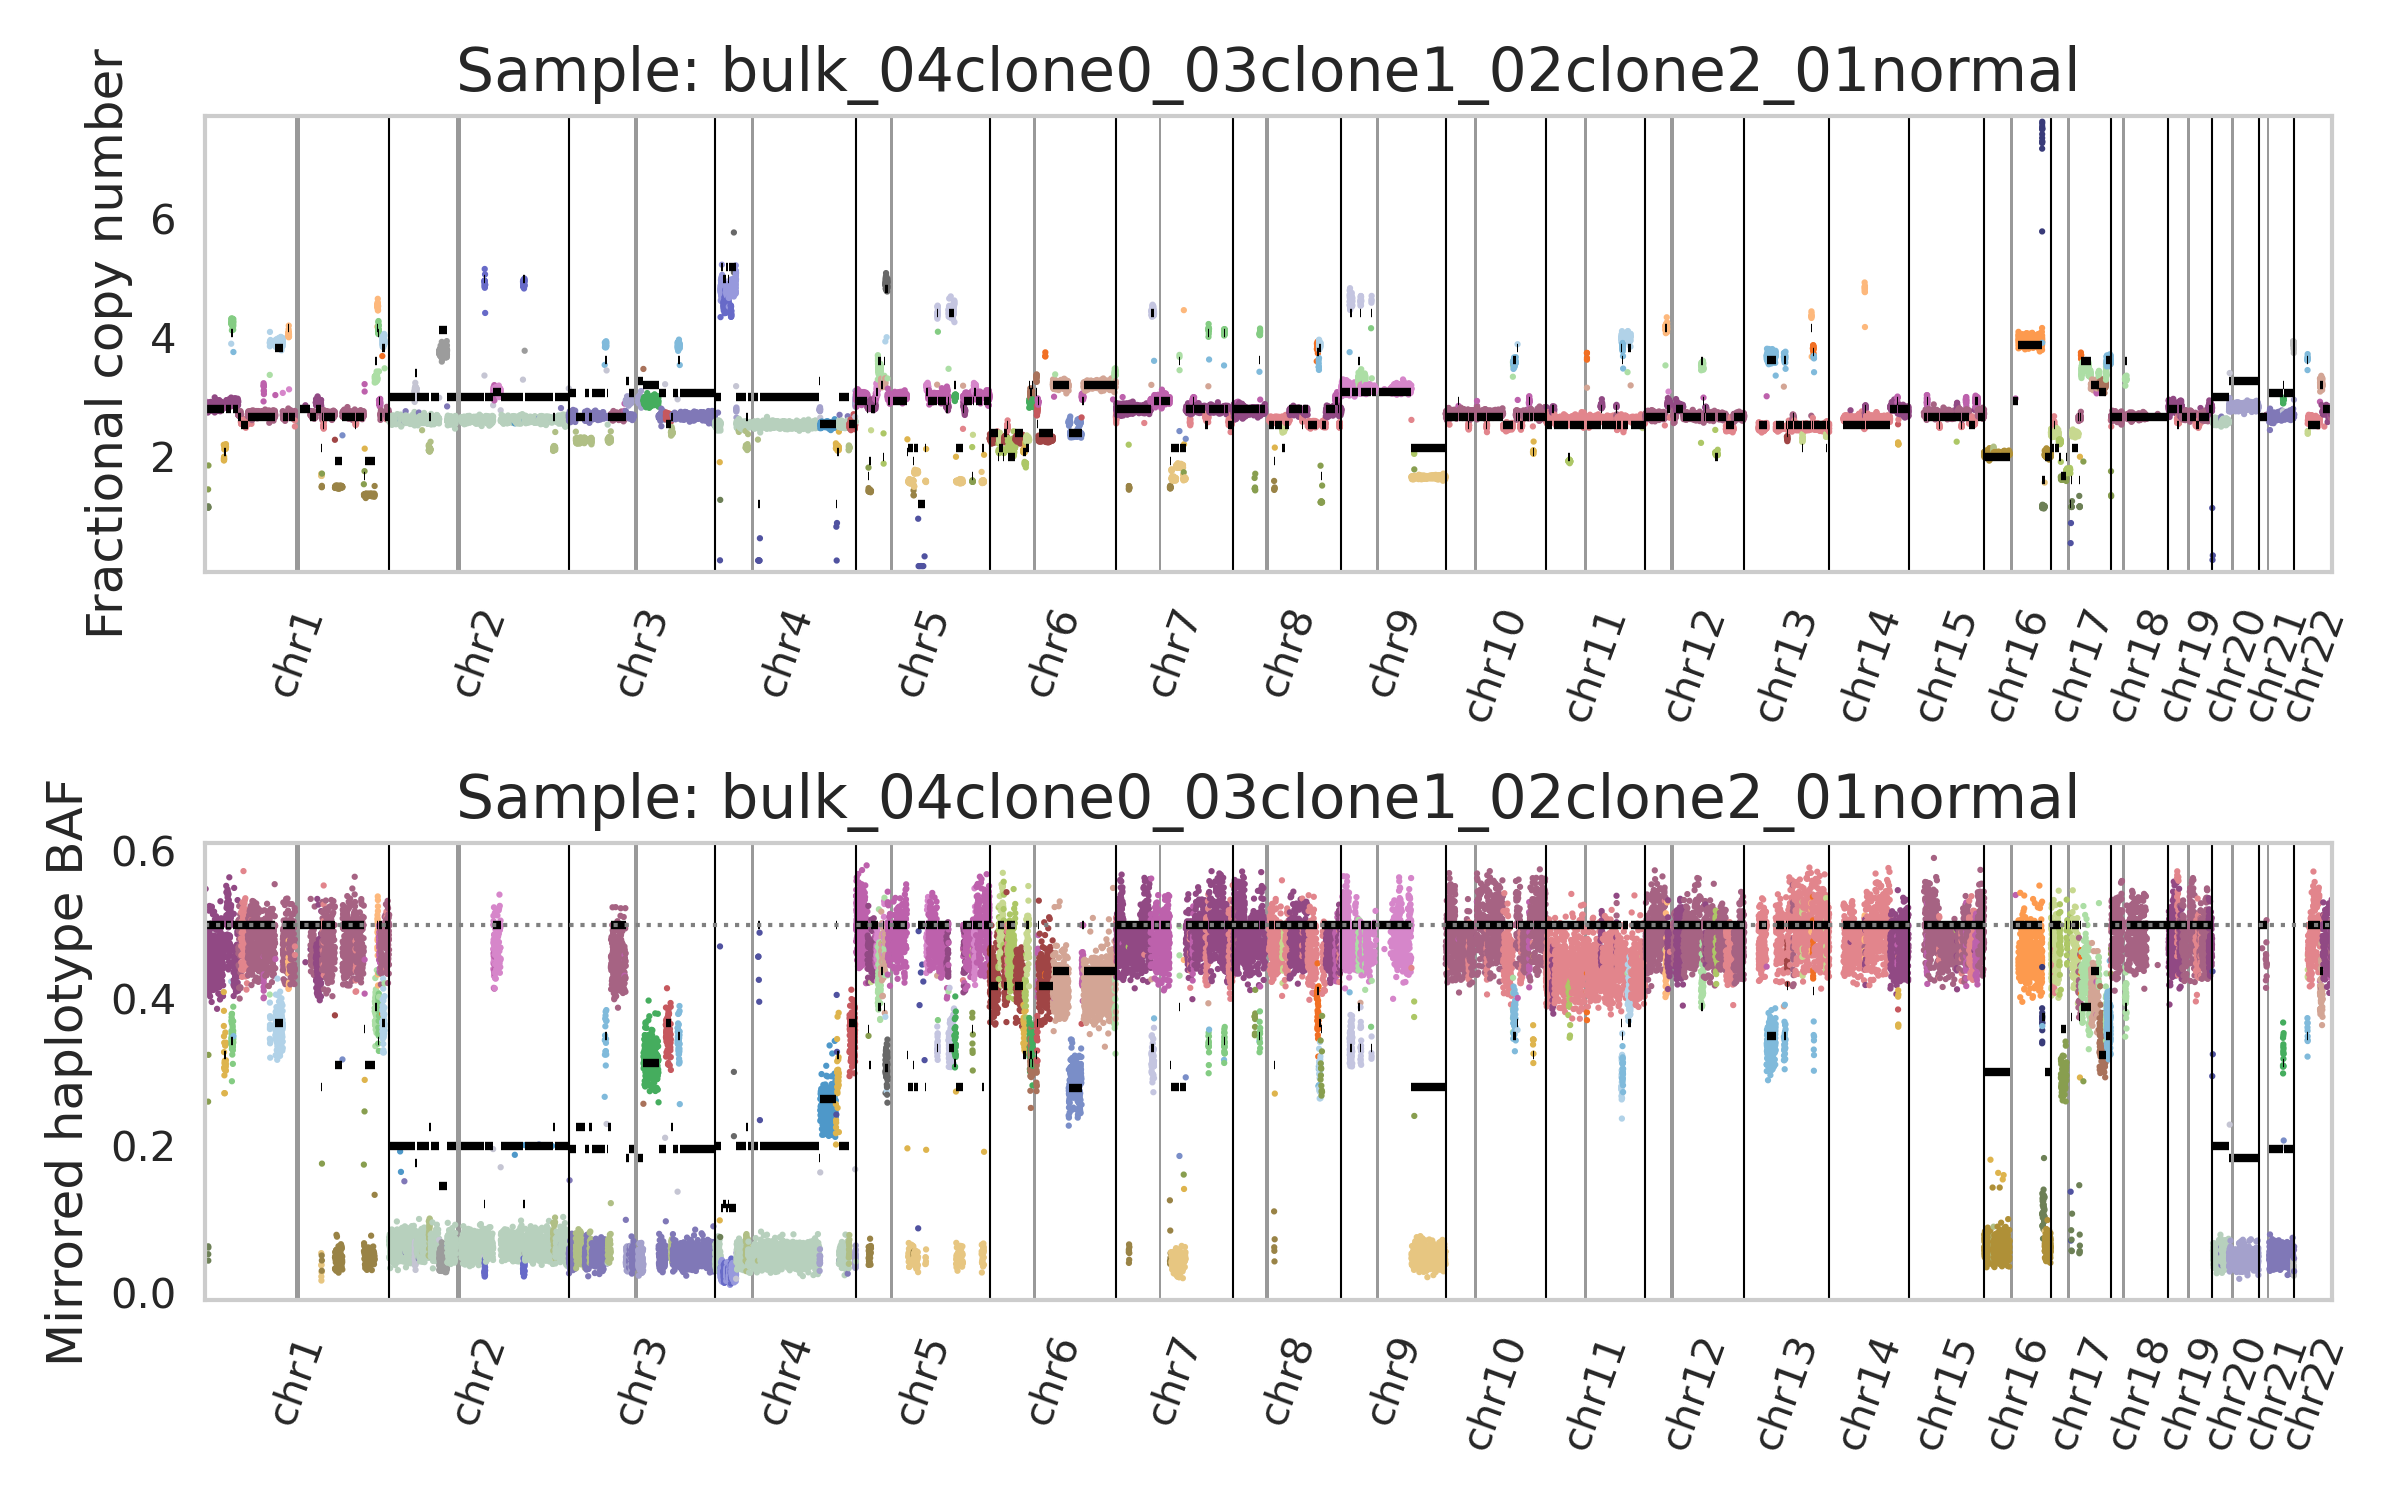 Sample: bulk_04clone0_03clone1_02clone2_01normal
Fractional copy number
6
4
2
chr1 chr2 chr3 chr4 chr5 chr6 chr7 chr8 chr9 chr10 chr11 chr12 chr13 chr14 chr15 chr16 chr17 chr18 chr19 chr20 chr21 chr22
Sample: bulk_04clone0_03clone1_02clone2_01normal
Mirrored haplotype BAF
0.6
0.4
0.2
0.0
chr1 chr2 chr3 chr4 chr5 chr6 chr7 chr8 chr9 chr10 chr11 chr12 chr13 chr14 chr15 chr16 chr17 chr18 chr19 chr20 chr21 chr22